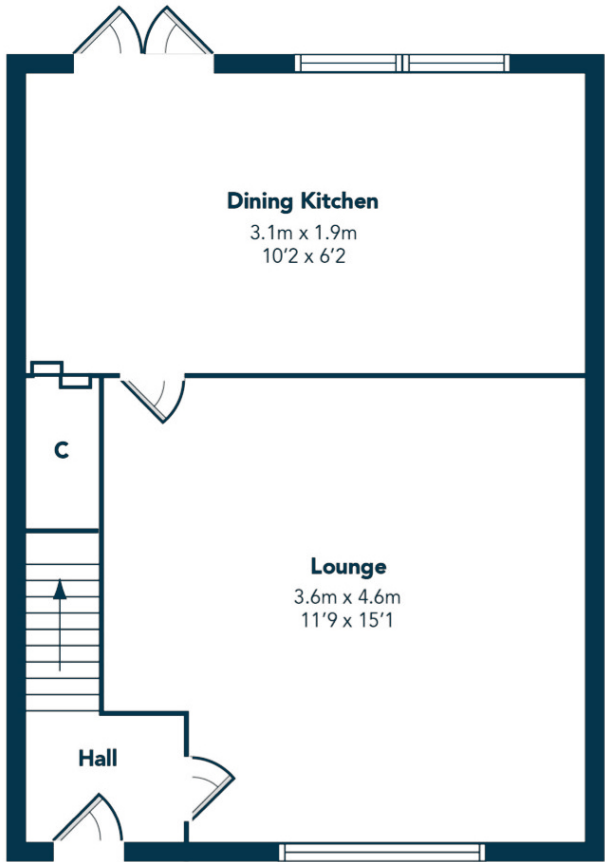 Dining Kitchen
3.1m x 1.9m
10'2 x 6'2
C
Lounge
3.6m x 4.6m
11'9 x 15'1
Hall